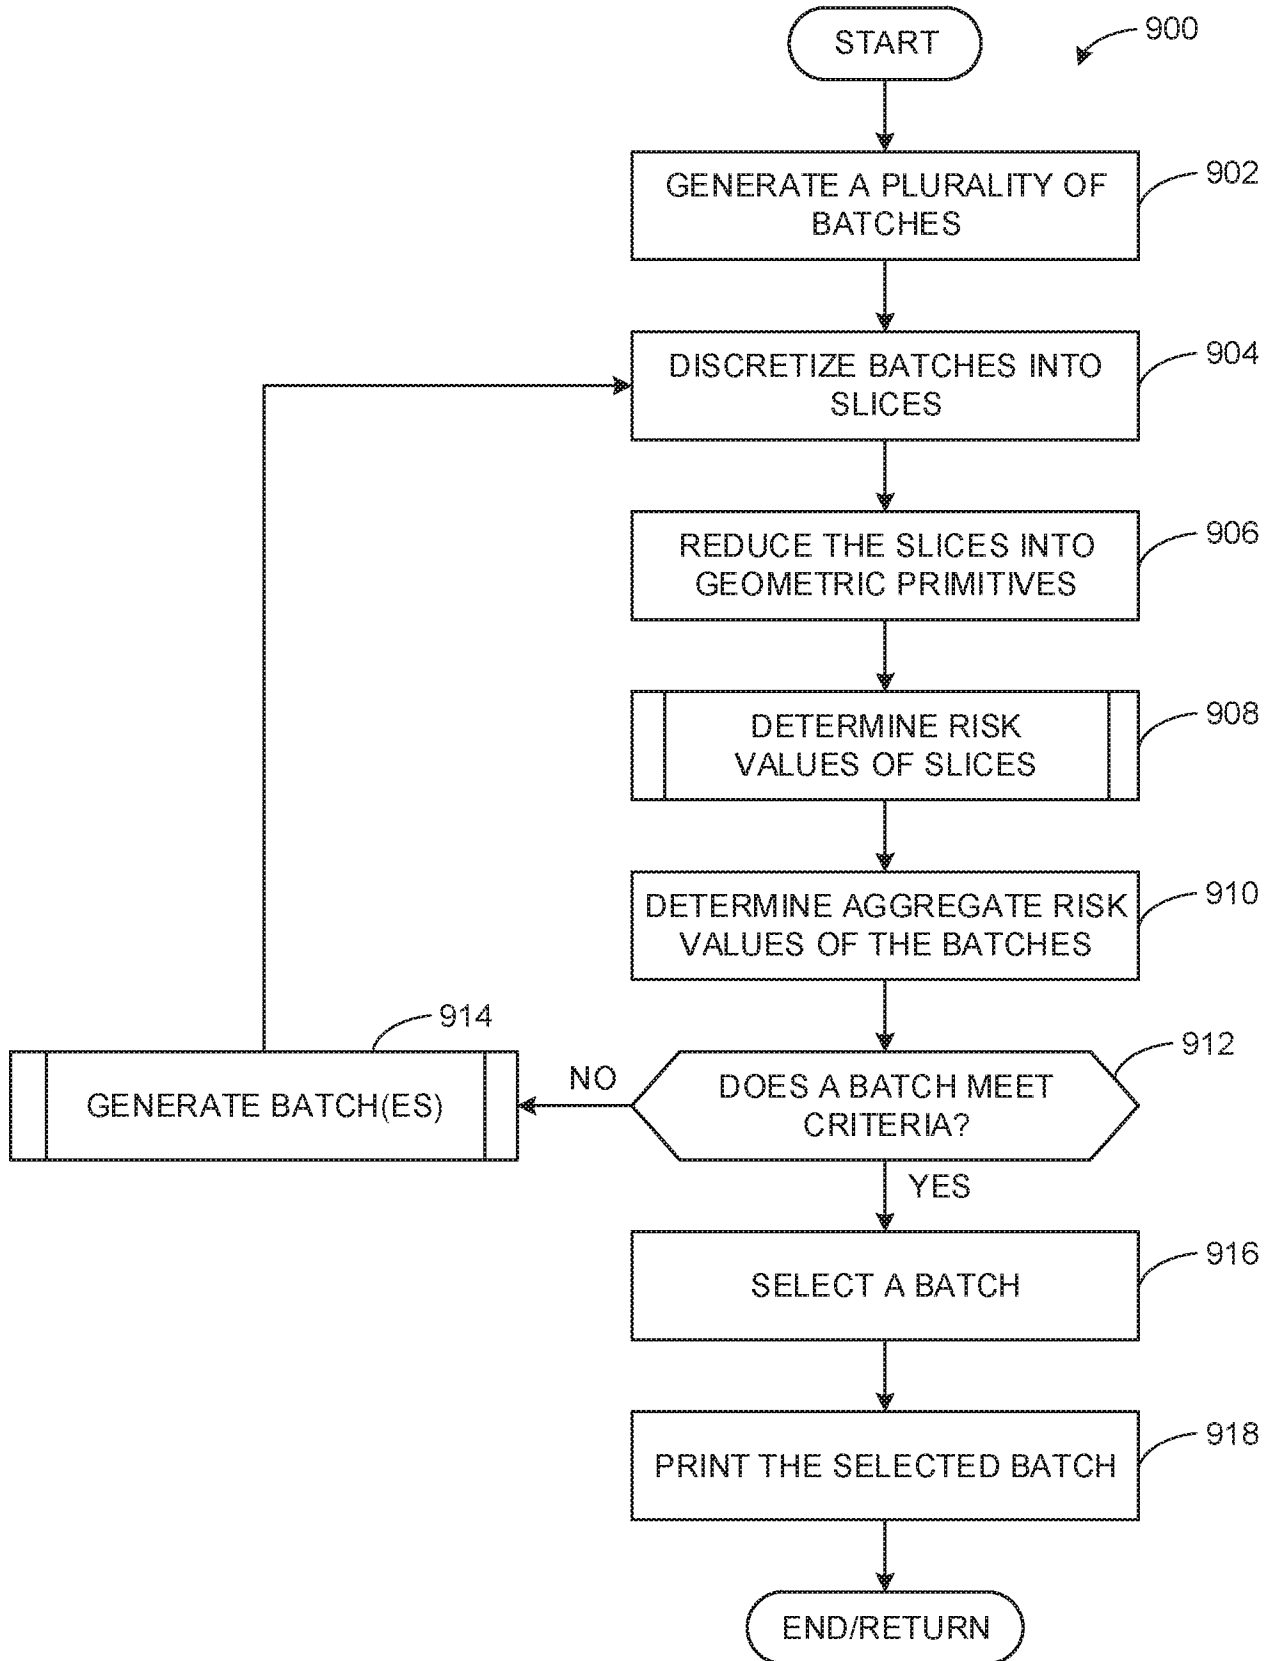 START
900
GENERATE A PLURALITY OF
BATCHES
902
DISCRETIZE BATCHES INTO
SLICES
904
REDUCE THE SLICES INTO
GEOMETRIC PRIMITIVES
906
DETERMINE RISK
VALUES OF SLICES
908
DETERMINE AGGREGATE RISK
VALUES OF THE BATCHES
910
914
GENERATE BATCH(ES)
NO
DOES A BATCH MEET
CRITERIA?
912
YES
SELECT A BATCH
916
PRINT THE SELECTED BATCH
918
END/RETURN